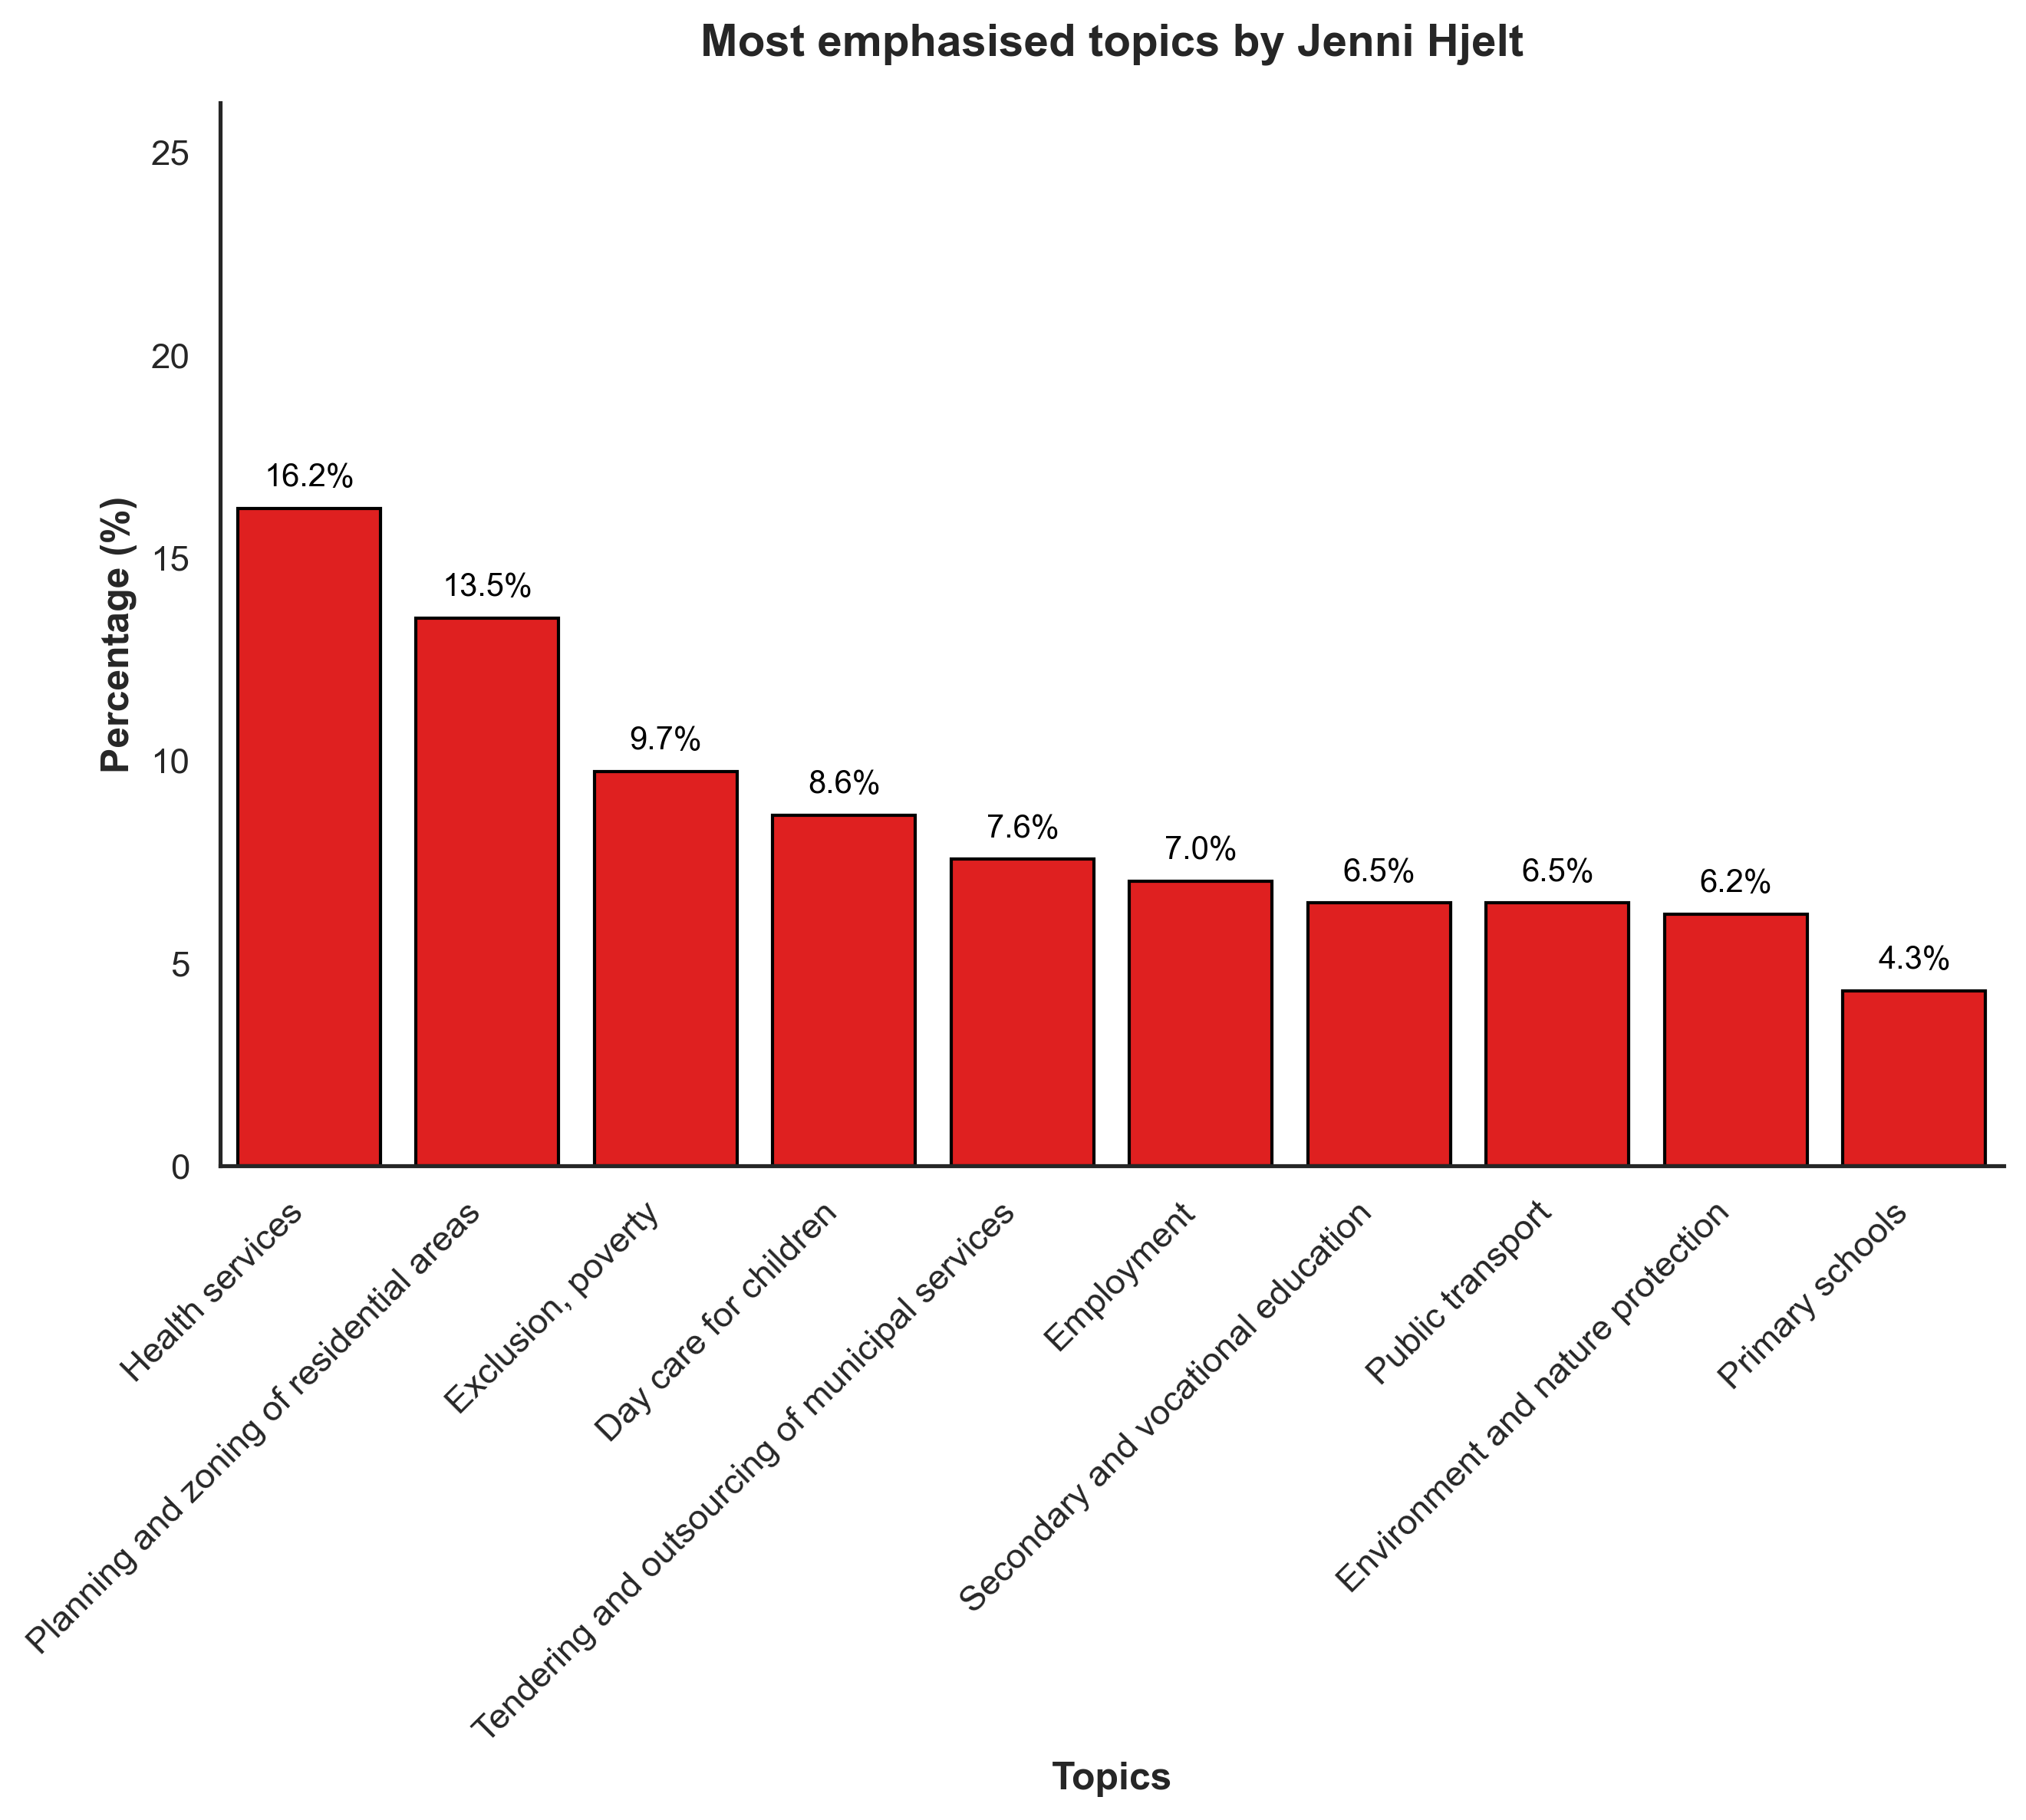 Most emphasised topics by Jenni Hjelt
Percentage (%)
25
20
15
10
5
0
16.2%
13.5%
9.7%
8.6%
7.6%
7.0%
6.5%
6.5%
6.2%
4.3%
Health services
Planning and zoning of residential areas
Exclusion, poverty
Day care for children
Tendering and outsourcing of municipal services
Employment
Secondary and vocational education
Public transport
Environment and nature protection
Primary schools
Topics